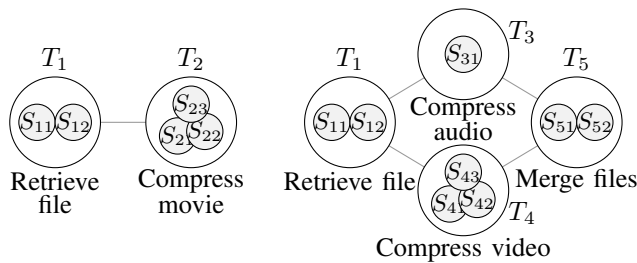 T₁ T₂
S₁₁ S₁₂ S₂₃ S₂₁ S₂₂
Retrieve file
Compress movie
T₁ T₃ T₅
S₃₁
Compress audio
S₁₁ S₁₂
Retrieve file
S₅₁ S₅₂
Merge files
S₄₃ S₄₁ S₄₂
T₄
Compress video